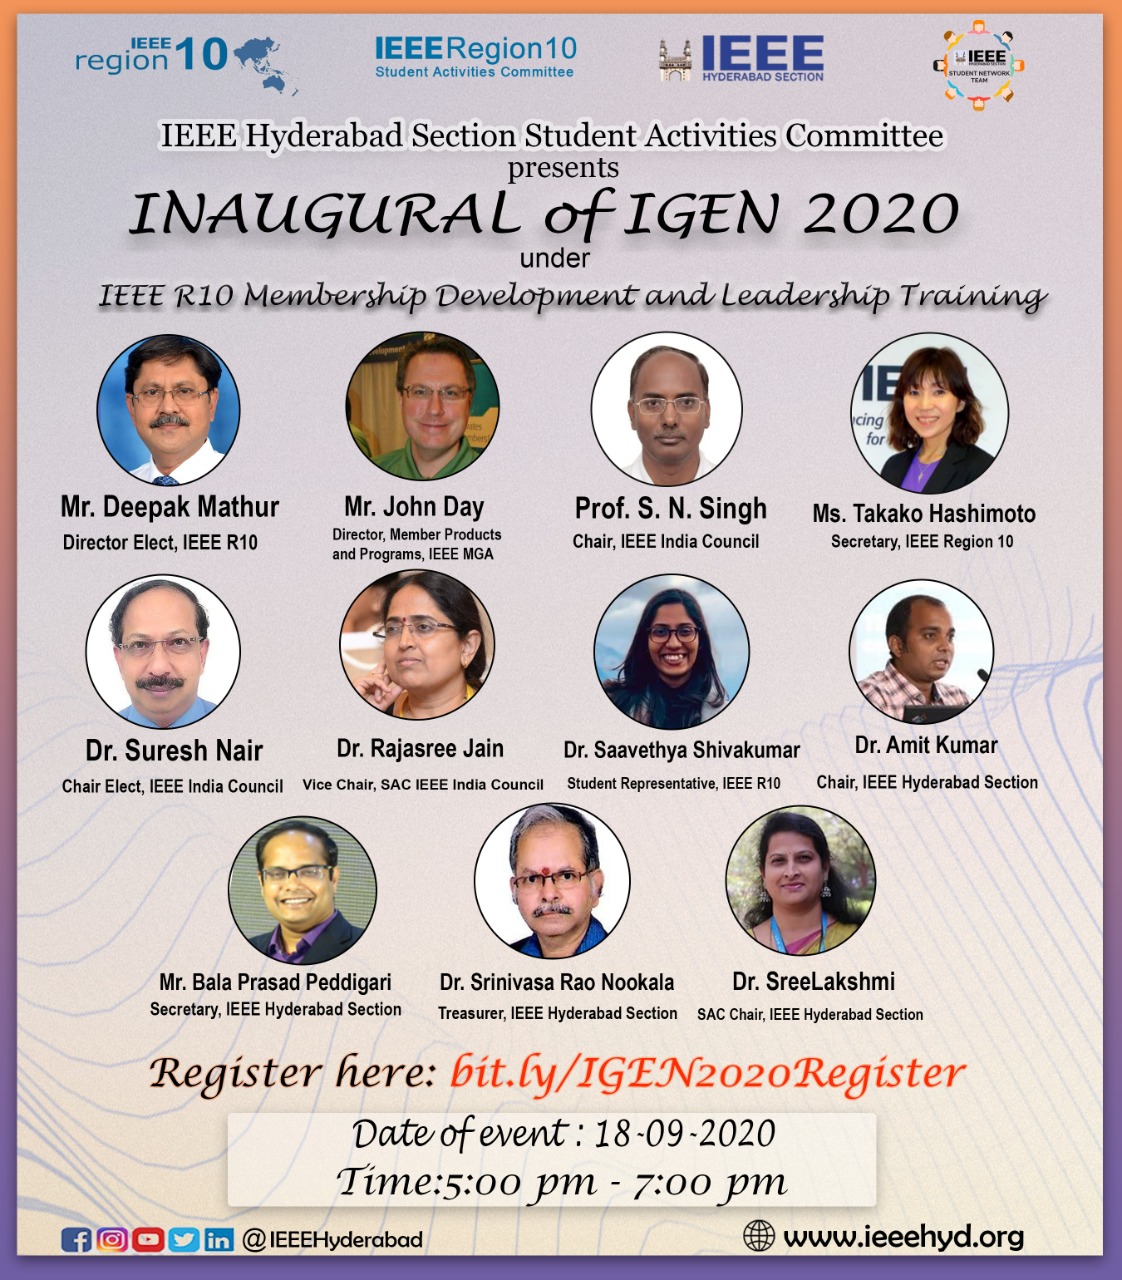 IEEE
region 10
IEEE Region 10
Student Activities Committee
IEEE
HYDERABAD SECTION
IEEE
HYDERABAD SECTION
STUDENT NETWORK
TEAM
IEEE Hyderabad Section Student Activities Committee
presents
INAUGURAL of IGEN 2020
under
IEEE R10 Membership Development and Leadership Training
Mr. Deepak Mathur
Director Elect, IEEE R10
Mr. John Day
Director, Member Products
and Programs, IEEE MGA
Prof. S. N. Singh
Chair, IEEE India Council
Ms. Takako Hashimoto
Secretary, IEEE Region 10
Dr. Suresh Nair
Chair Elect, IEEE India Council
Dr. Rajasree Jain
Vice Chair, SAC IEEE India Council
Dr. Saavethya Shivakumar
Student Representative, IEEE R10
Dr. Amit Kumar
Chair, IEEE Hyderabad Section
Mr. Bala Prasad Peddigari
Secretary, IEEE Hyderabad Section
Dr. Srinivasa Rao Nookala
Treasurer, IEEE Hyderabad Section
Dr. SreeLakshmi
SAC Chair, IEEE Hyderabad Section
Register here: bit.ly/IGEN2020Register
Date of event : 18-09-2020
Time:5:00 pm - 7:00 pm
@IEEEHyderabad
www.ieeehyd.org